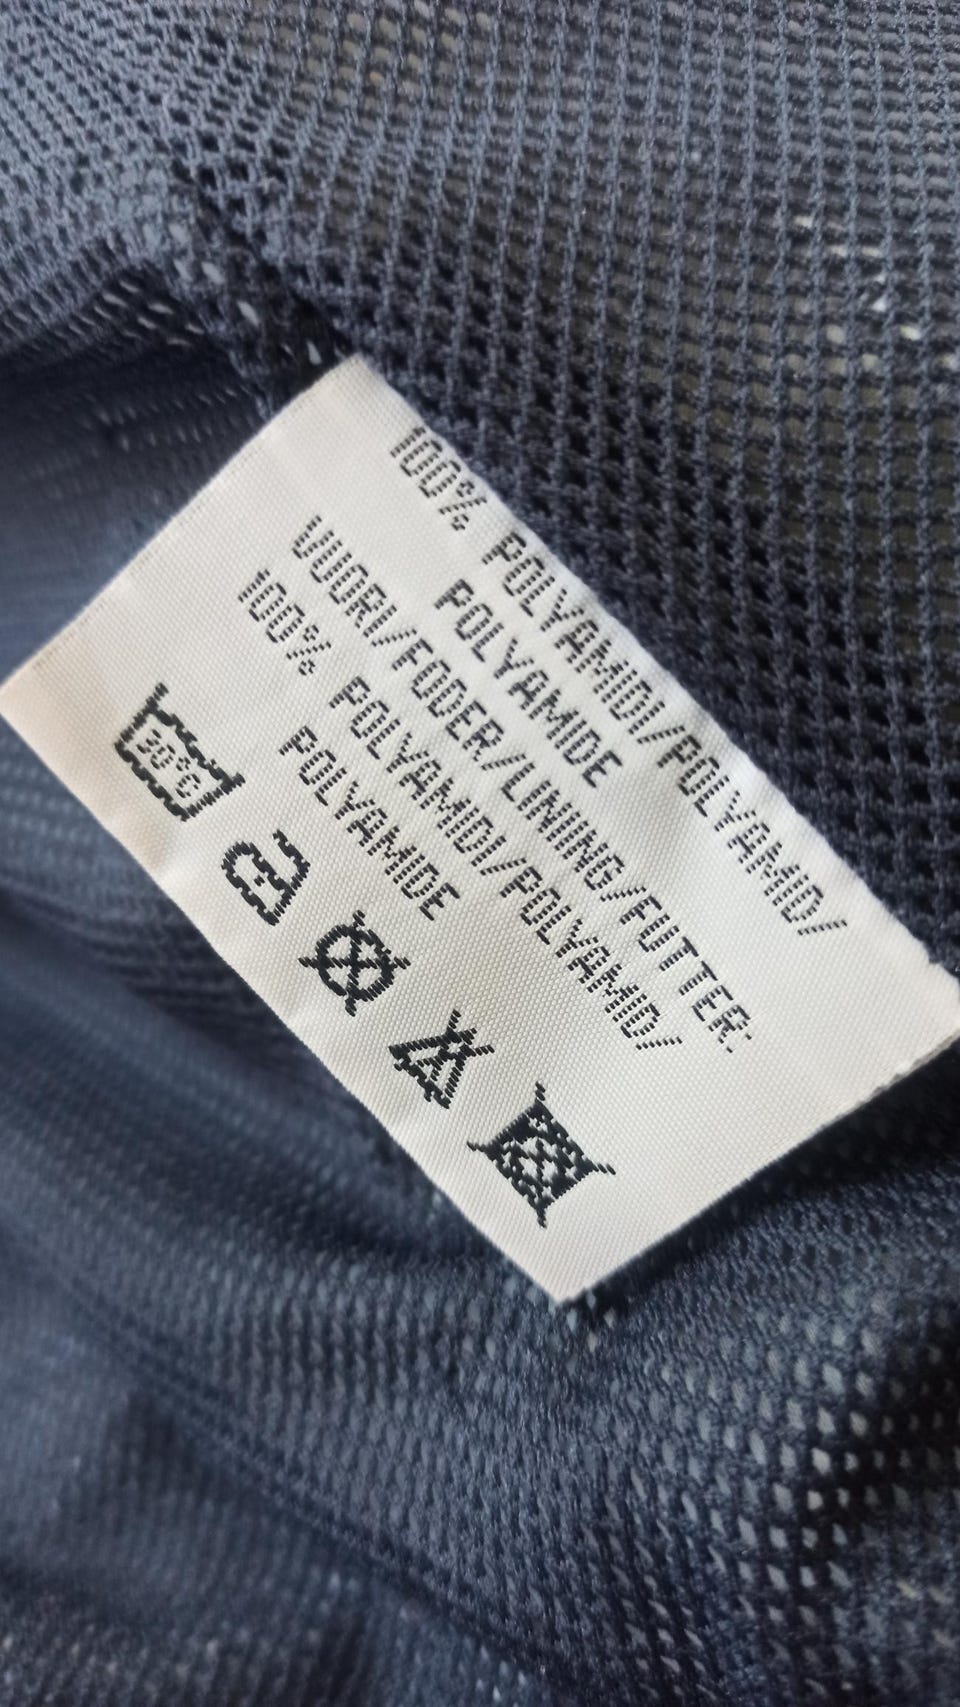 100% POLYAMIDI/POLYAMID/
POLYAMIDE
VUORI/FODER/LINING/FUTTER:
100% POLYAMIDI/POLYAMID/
POLYAMIDE
30°C